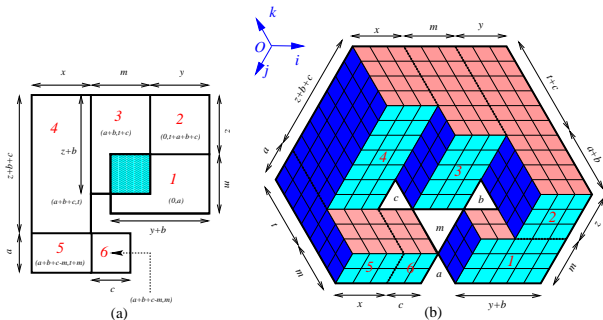 k
O
i
j
x
m
y
z+b+c
t+c
a
a+b
4
3
c
b
2
z
t
m
1
m
m
5
6
a
x
c
y+b
(b)
x
m
y
4
3
2
(a+b,t+c)
(0,t+a+b+c)
z
z+b+c
z+b
1
m
(a+b+c,t)
(0,a)
y+b
a
5
6
(a+b+c-m,t+m)
c
(a+b+c-m,m)
(a)